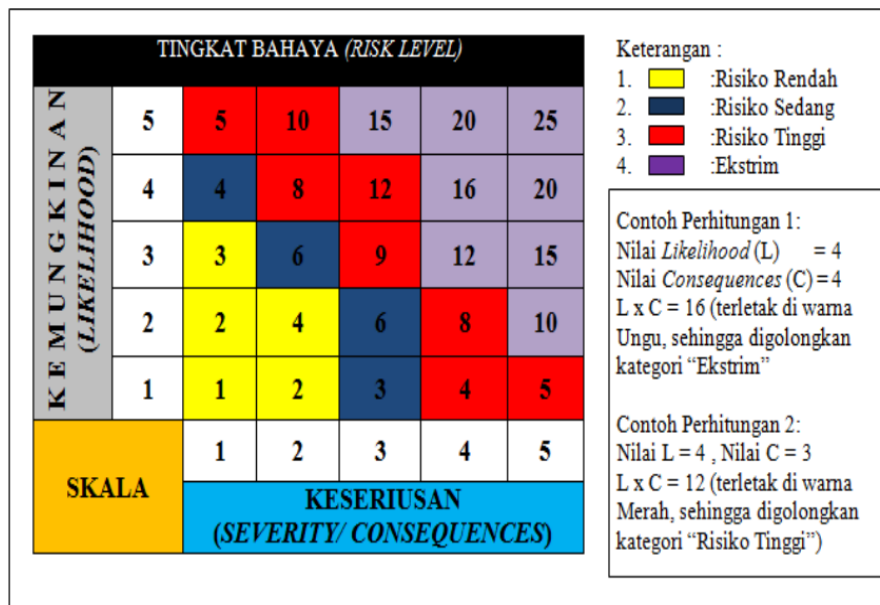 TINGKAT BAHAYA (RISK LEVEL)
KEMUNGKINAN
(LIKELIHOOD)
5 5 10 15 20 25
4 4 8 12 16 20
3 3 6 9 12 15
2 2 4 6 8 10
1 1 2 3 4 5
SKALA
1 2 3 4 5
KESERIUSAN
(SEVERITY/ CONSEQUENCES)
Keterangan :
1. :Risiko Rendah
2. :Risiko Sedang
3. :Risiko Tinggi
4. :Ekstrim
Contoh Perhitungan 1:
Nilai Likelihood (L) = 4
Nilai Consequences (C) = 4
L x C = 16 (terletak di warna
Ungu, sehingga digolongkan
kategori “Ekstrim”
Contoh Perhitungan 2:
Nilai L = 4 , Nilai C = 3
L x C = 12 (terletak di warna
Merah, sehingga digolongkan
kategori “Risiko Tinggi”)